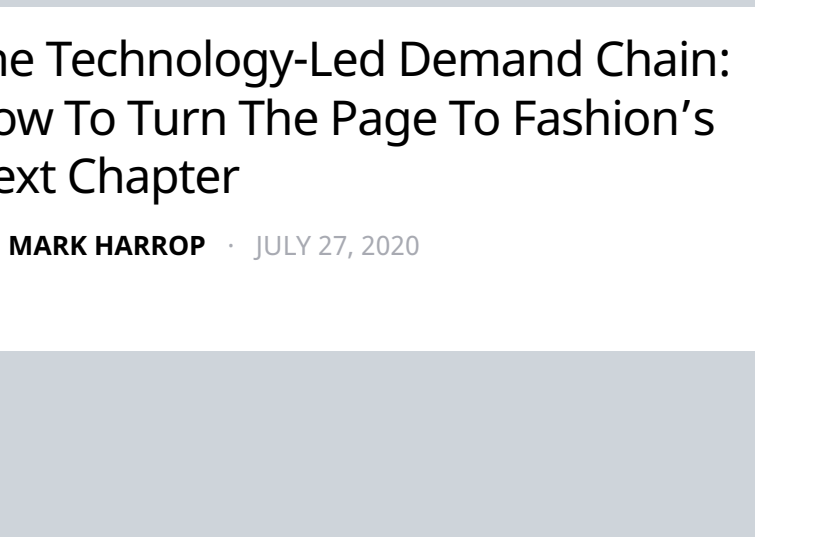 he Technology-Led Demand Chain:
ow To Turn The Page To Fashion’s
ext Chapter
MARK HARROP · JULY 27, 2020